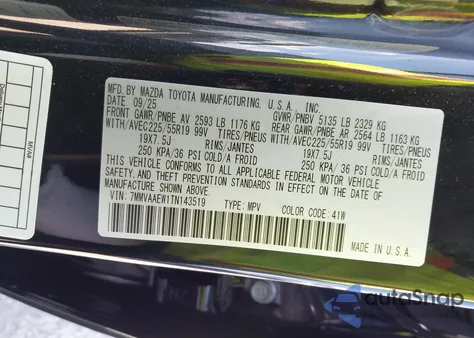 MFD. BY MAZDA TOYOTA MANUFACTURING, U.S.A., INC.
DATE 09/25 GVWR/PNBV 5135 LB 2329 KG
FRONT GAWR/PNBE AV 2593 LB 1176 KG REAR GAWR/PNBE AR 2564 LB 1163 KG
WITH/AVEC225/55R19 99V TIRES/PNEUS WITH/AVEC225/55R19 99V TIRES/PNEUS
19X7.5J 19X7.5J
250 KPA/ 36 PSI COLD/A FROID 250 KPA/ 36 PSI COLD/A FROID
THIS VEHICLE CONFORMS TO ALL APPLICABLE FEDERAL MOTOR VEHICLE
SAFETY AND THEFT PREVENTION STANDARDS IN EFFECT ON THE DATE OF
MANUFACTURE SHOWN ABOVE.
VIN: 7MMVAAEW1TN143519 TYPE: MPV COLOR CODE: 41W
MADE IN U.S.A.
autoSnap